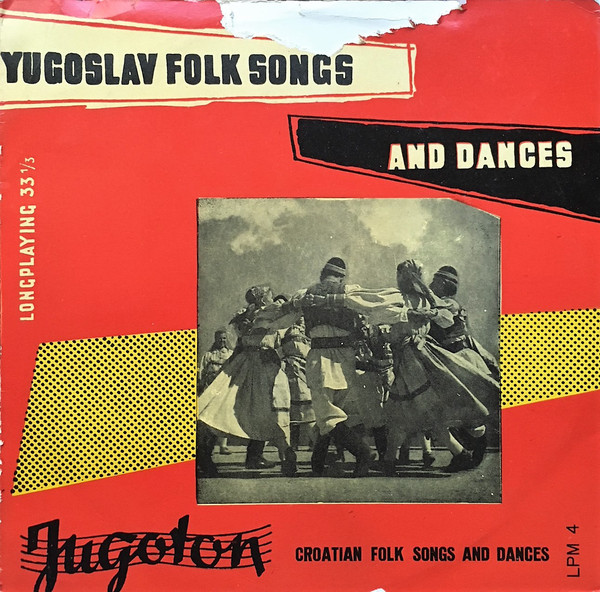 YUGOSLAV FOLK SONGS
AND DANCES
LONGPLAYING 33 1/3
Jugoton
CROATIAN FOLK SONGS AND DANCES
LPM 4